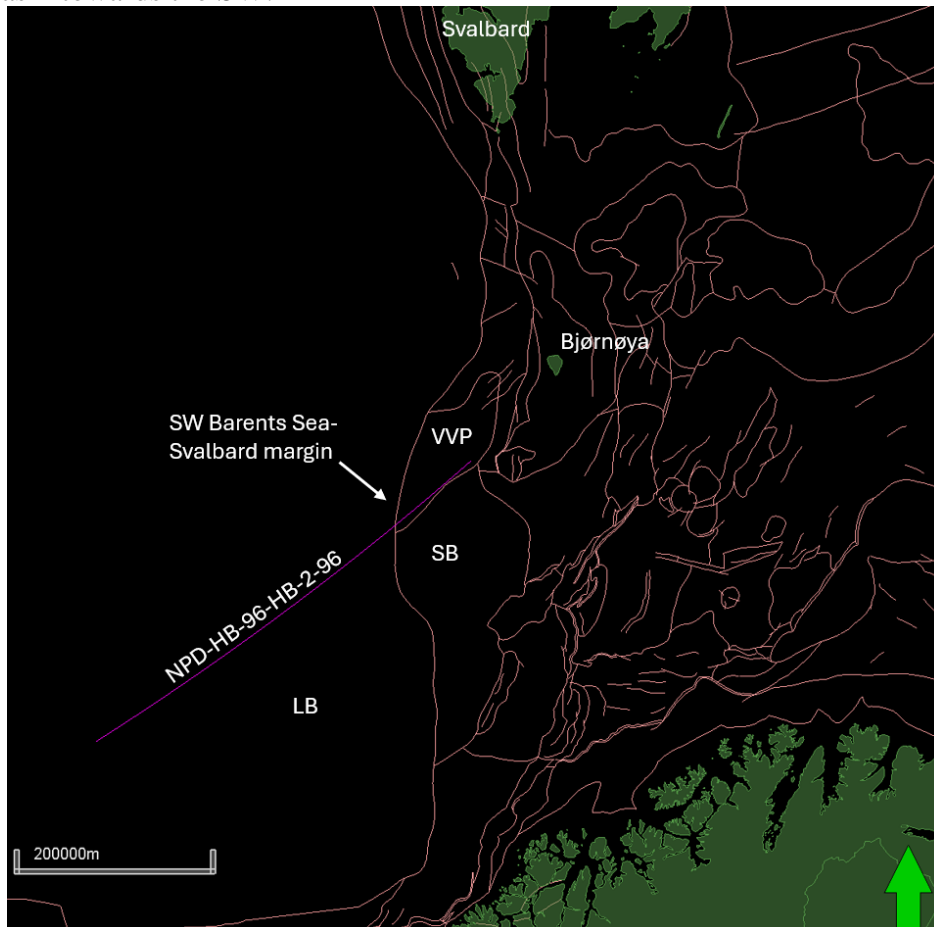 Svalbard
Bjørnøya
SW Barents Sea-
Svalbard margin
VVP
SB
NPD-HB-96-HB-2-96
LB
200000m